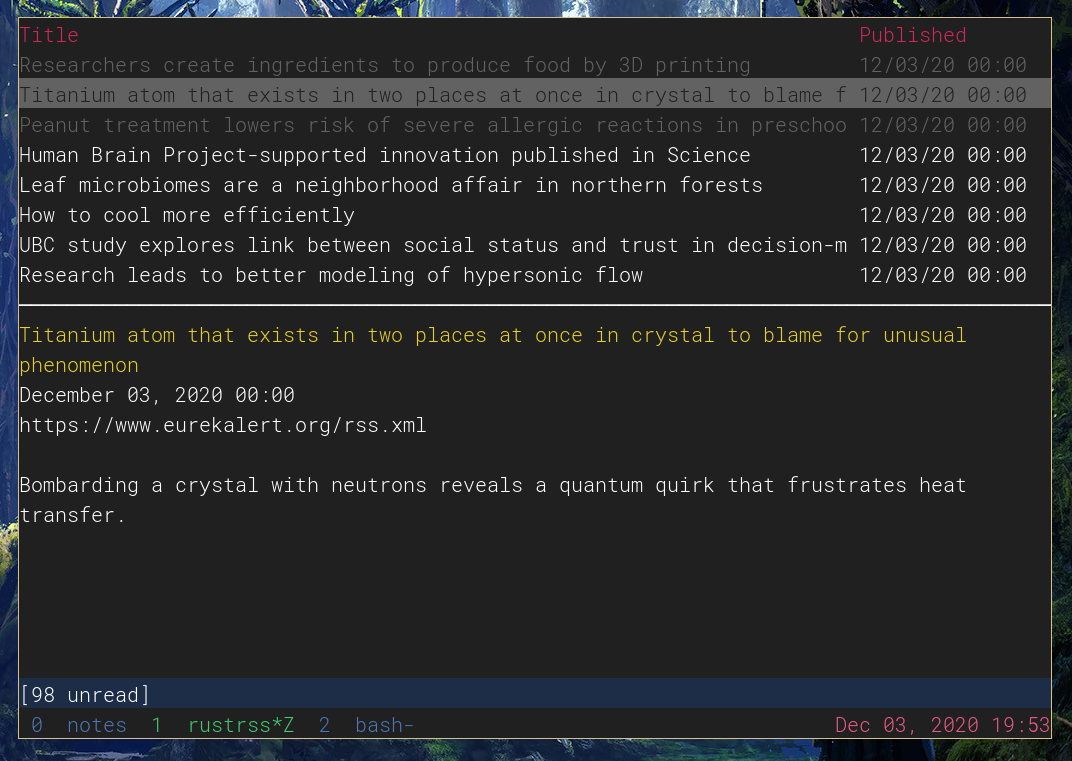 Title Published
Researchers create ingredients to produce food by 3D printing 12/03/20 00:00
Titanium atom that exists in two places at once in crystal to blame f 12/03/20 00:00
Peanut treatment lowers risk of severe allergic reactions in preschoo 12/03/20 00:00
Human Brain Project-supported innovation published in Science 12/03/20 00:00
Leaf microbiomes are a neighborhood affair in northern forests 12/03/20 00:00
How to cool more efficiently 12/03/20 00:00
UBC study explores link between social status and trust in decision-m 12/03/20 00:00
Research leads to better modeling of hypersonic flow 12/03/20 00:00
Titanium atom that exists in two places at once in crystal to blame for unusual
phenomenon
December 03, 2020 00:00
https://www.eurekalert.org/rss.xml
Bombarding a crystal with neutrons reveals a quantum quirk that frustrates heat
transfer.
[98 unread]
0 notes 1 rustrss*Z 2 bash- Dec 03, 2020 19:53